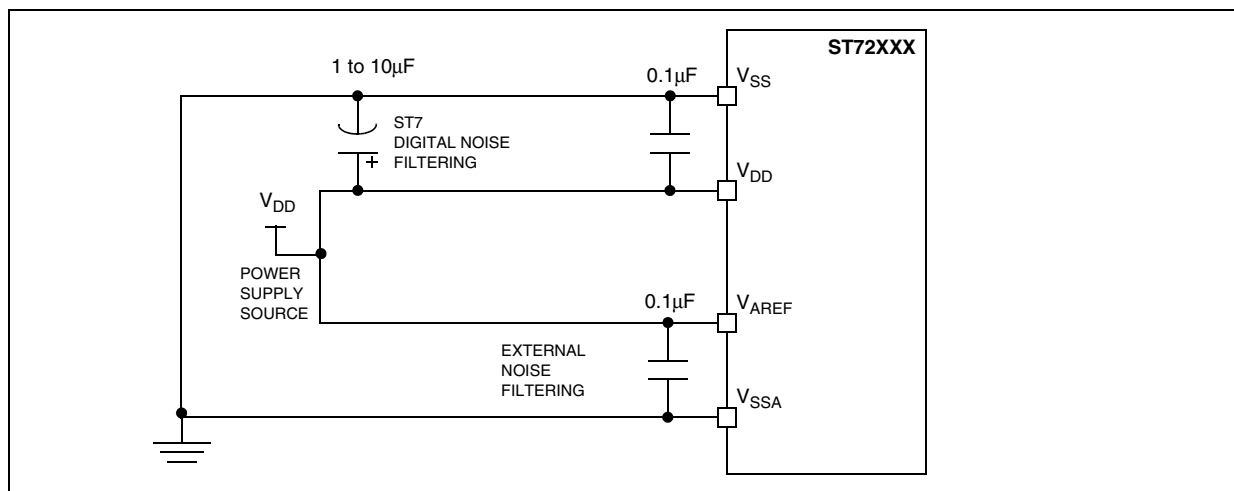 ST72XXX
1 to 10μF
0.1μF
VSS
ST7
DIGITAL NOISE
FILTERING
+
VDD
VDD
POWER
SUPPLY
SOURCE
0.1μF
VAREF
EXTERNAL
NOISE
FILTERING
VSSA